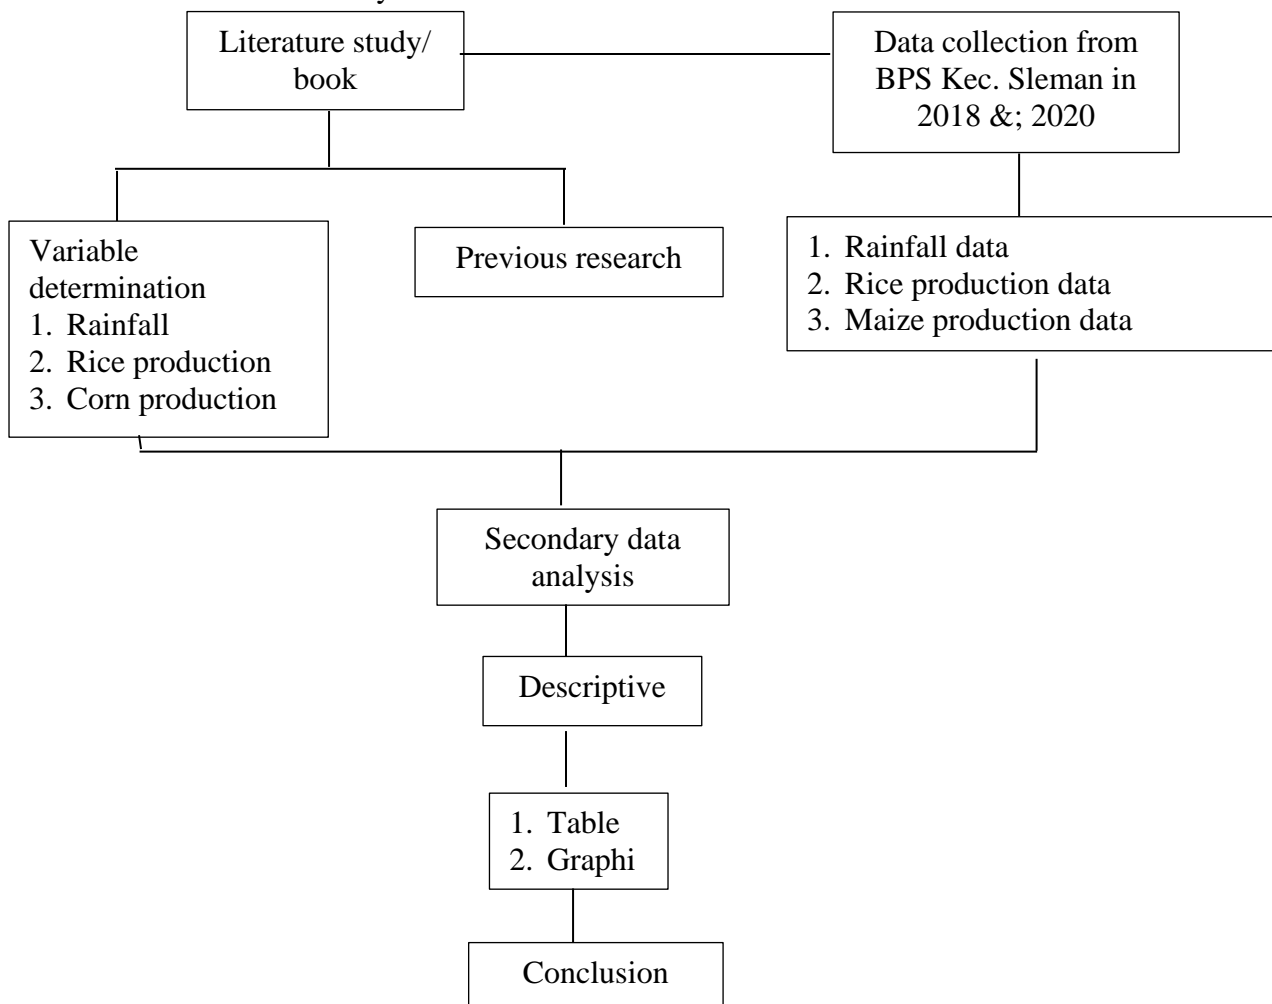 Literature study/
book
Data collection from
BPS Kec. Sleman in
2018 &; 2020
Variable
determination
1. Rainfall
2. Rice production
3. Corn production
Previous research
1. Rainfall data
2. Rice production data
3. Maize production data
Secondary data
analysis
Descriptive
1. Table
2. Graphi
Conclusion